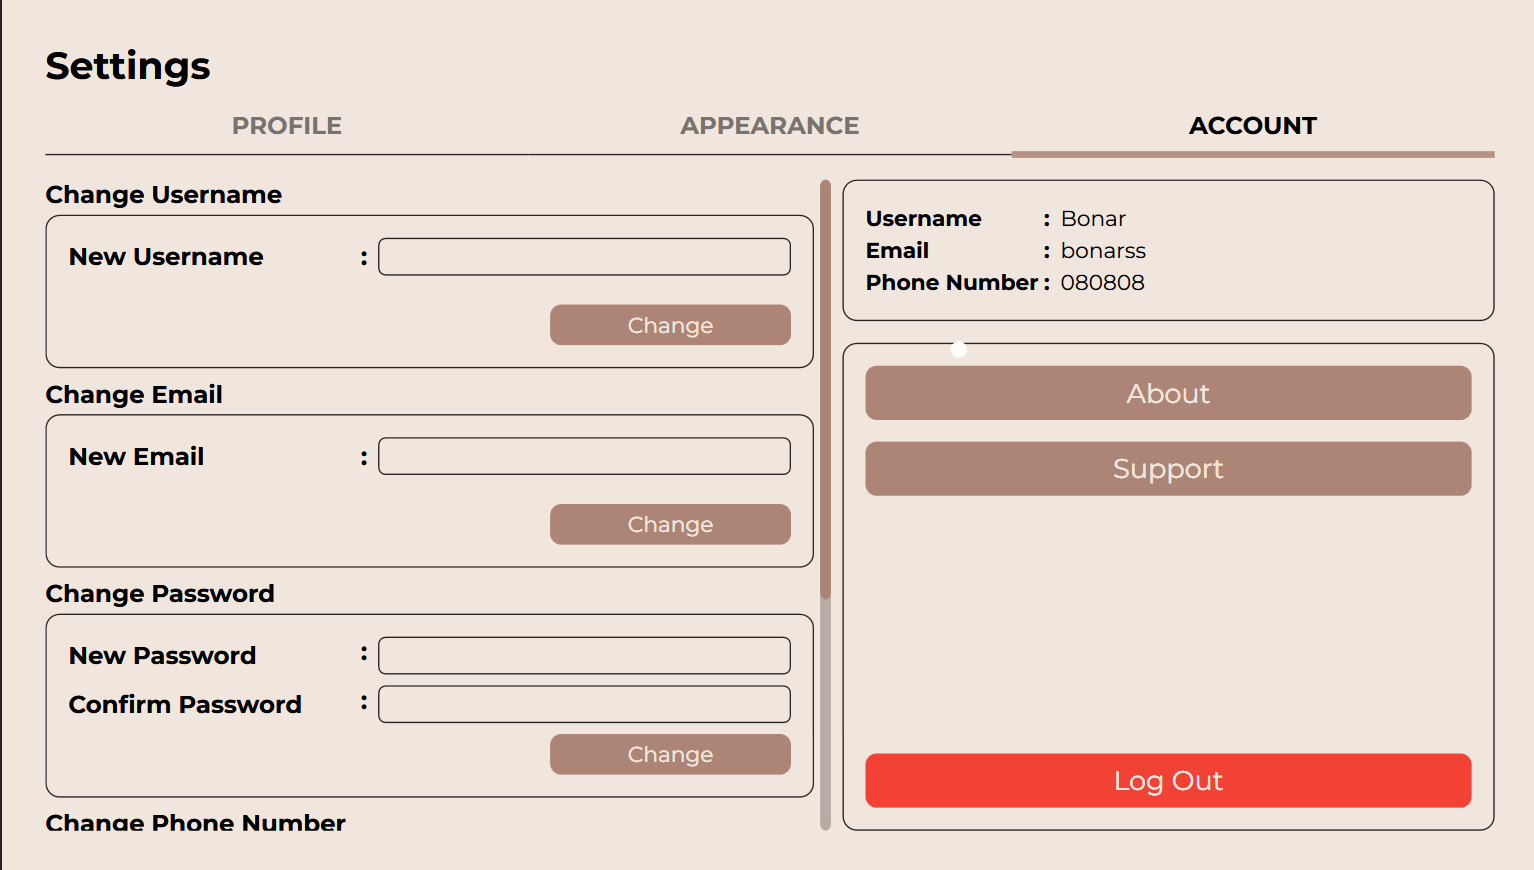 Settings
PROFILE
APPEARANCE
ACCOUNT
Change Username
New Username :
Change
Change Email
New Email :
Change
Change Password
New Password :
Confirm Password :
Change
Change Phone Number
Username : Bonar
Email : bonarss
Phone Number : 080808
About
Support
Log Out